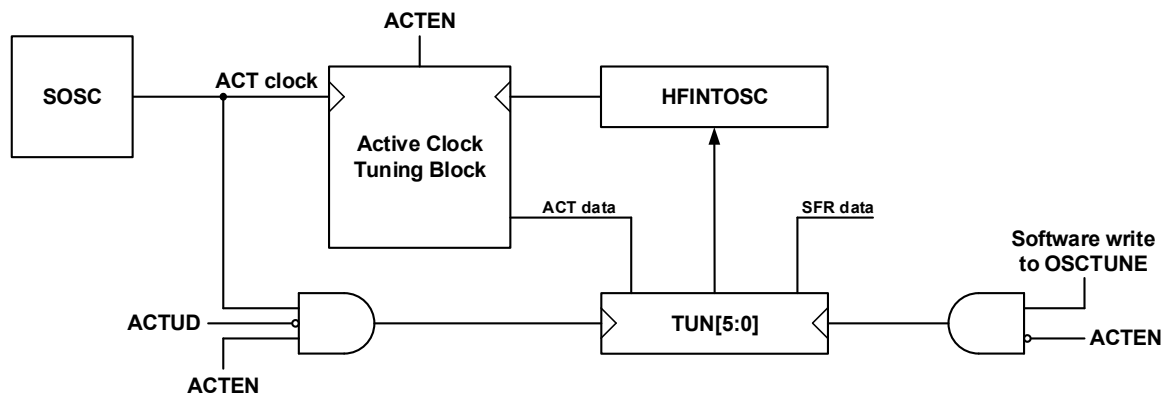 ACTEN
SOSC
ACT clock
HFINTOSC
Active Clock
Tuning Block
ACT data
SFR data
Software write
to OSCTUNE
ACTUD
TUN[5:0]
ACTEN
ACTEN